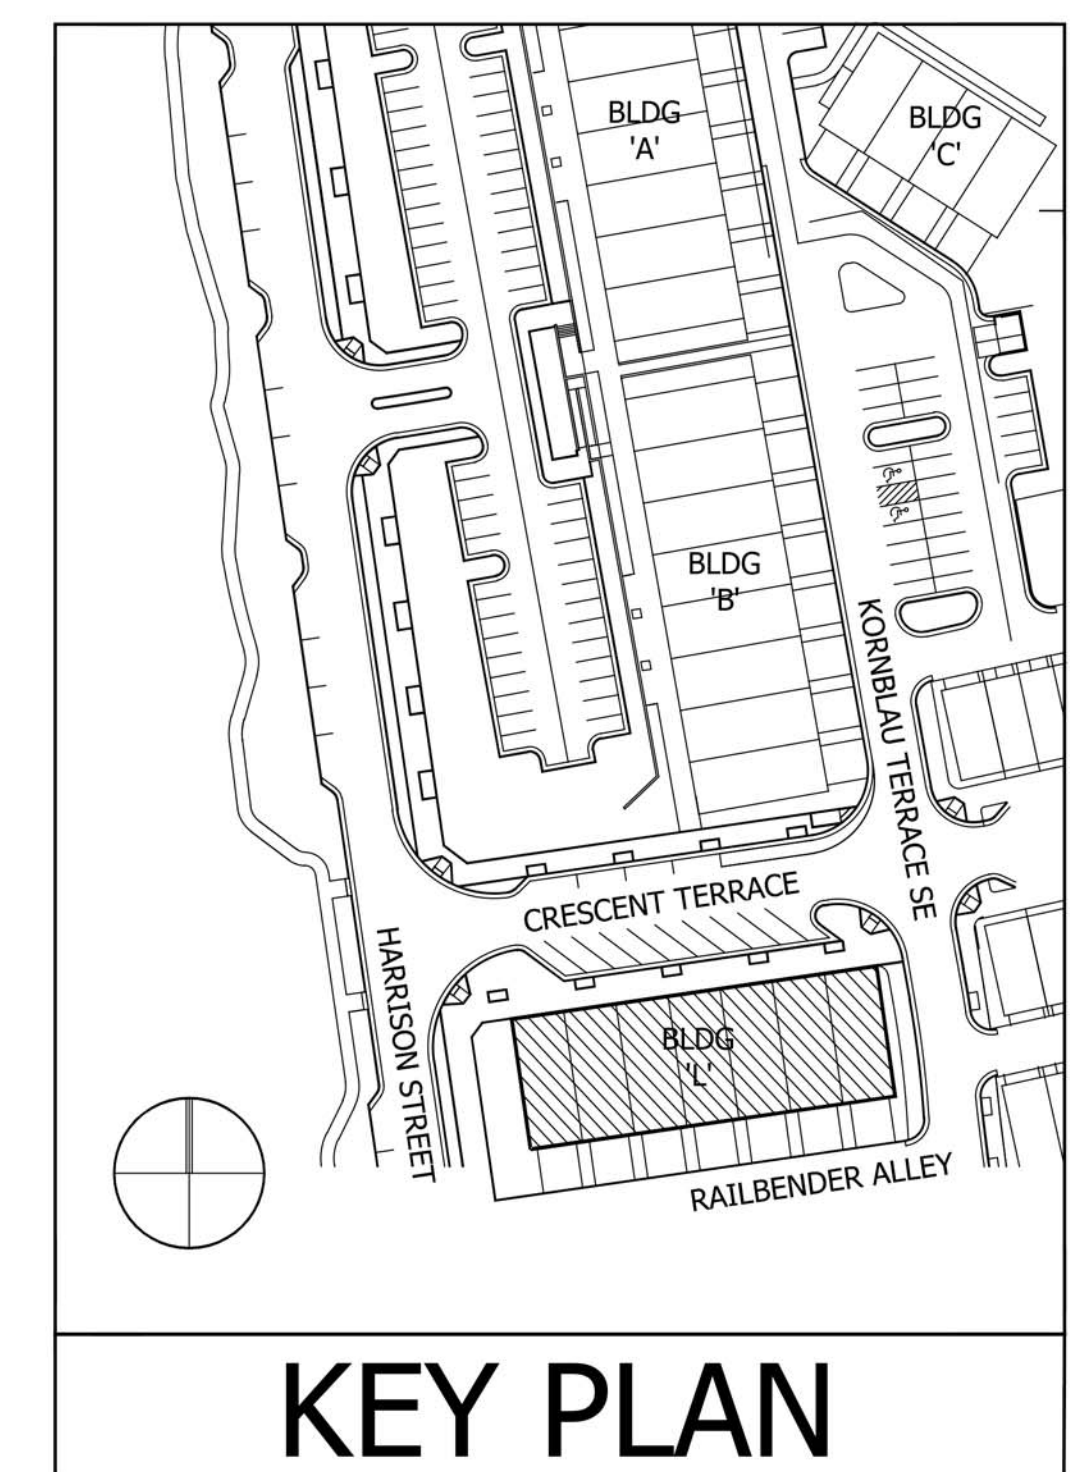 BLDG
'A'
BLDG
'C'
BLDG
'B'
KORNBLAU TERRACE SE
CRESCENT TERRACE
HARRISON STREET
BLDG
'L'
RAILBENDER ALLEY
KEY PLAN